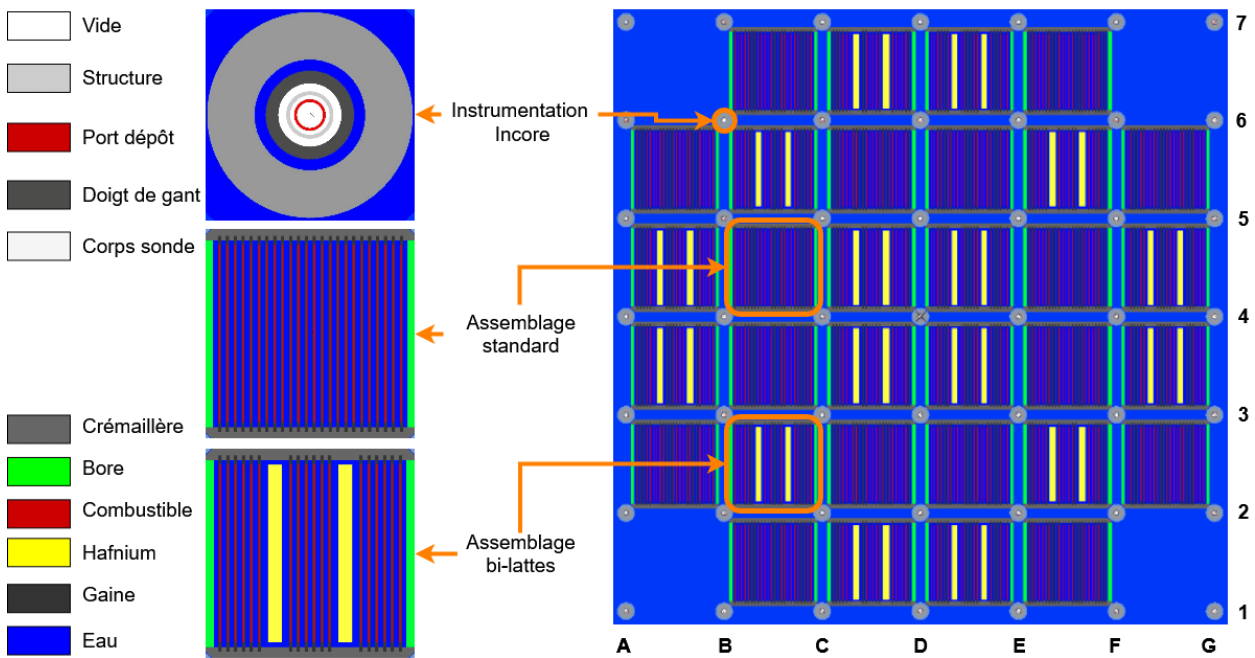 Vide
Structure
Port dépôt
Doigt de gant
Corps sonde
Crémaillère
Bore
Combustible
Hafnium
Gaine
Eau
Instrumentation
Incore
Assemblage
standard
Assemblage
bi-lattes
7
6
5
4
3
2
1
A B C D E F G